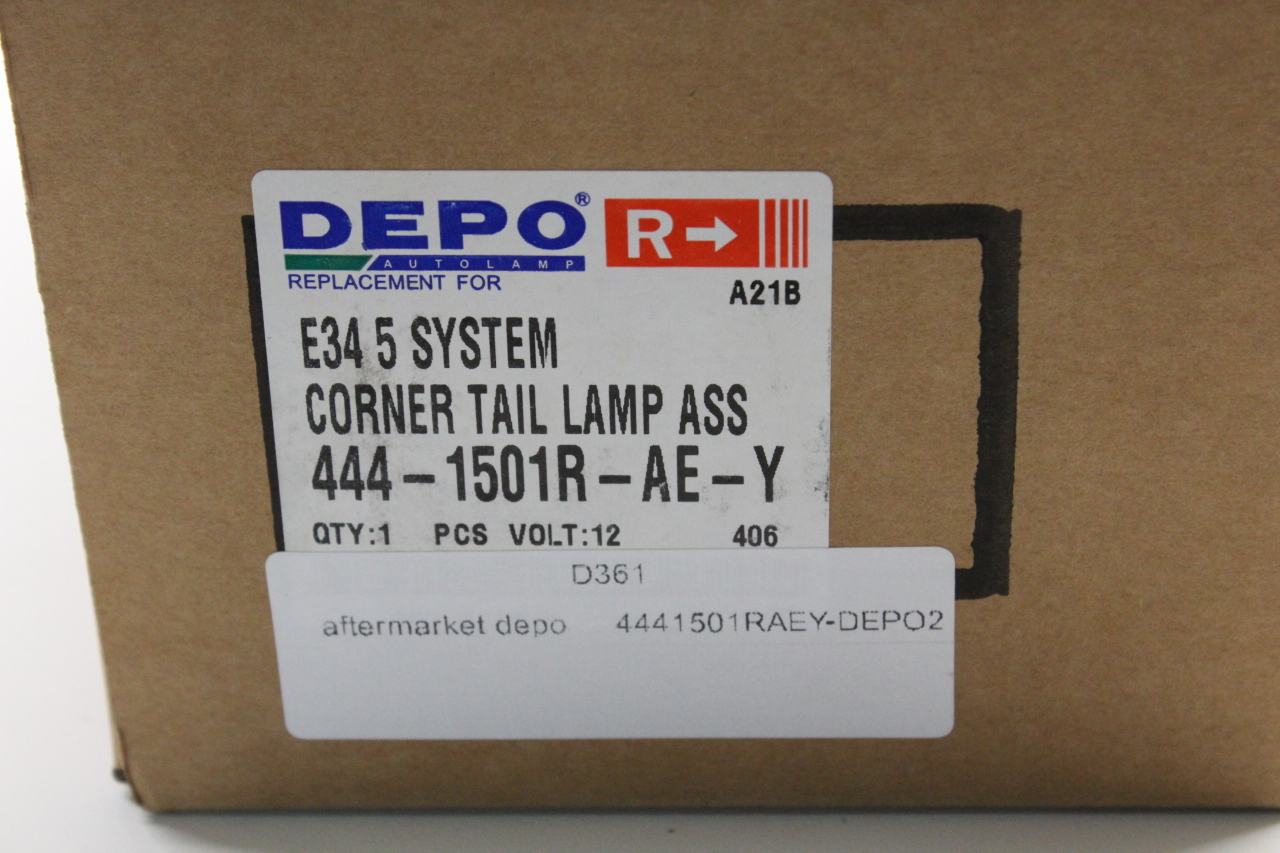 DEPO® R→
AUTOLAMP
REPLACEMENT FOR
A21B
E34 5 SYSTEM
CORNER TAIL LAMP ASS
444-1501R-AE-Y
QTY:1 PCS VOLT:12 406
D361
aftermarket depo 4441501RAEY-DEPO2